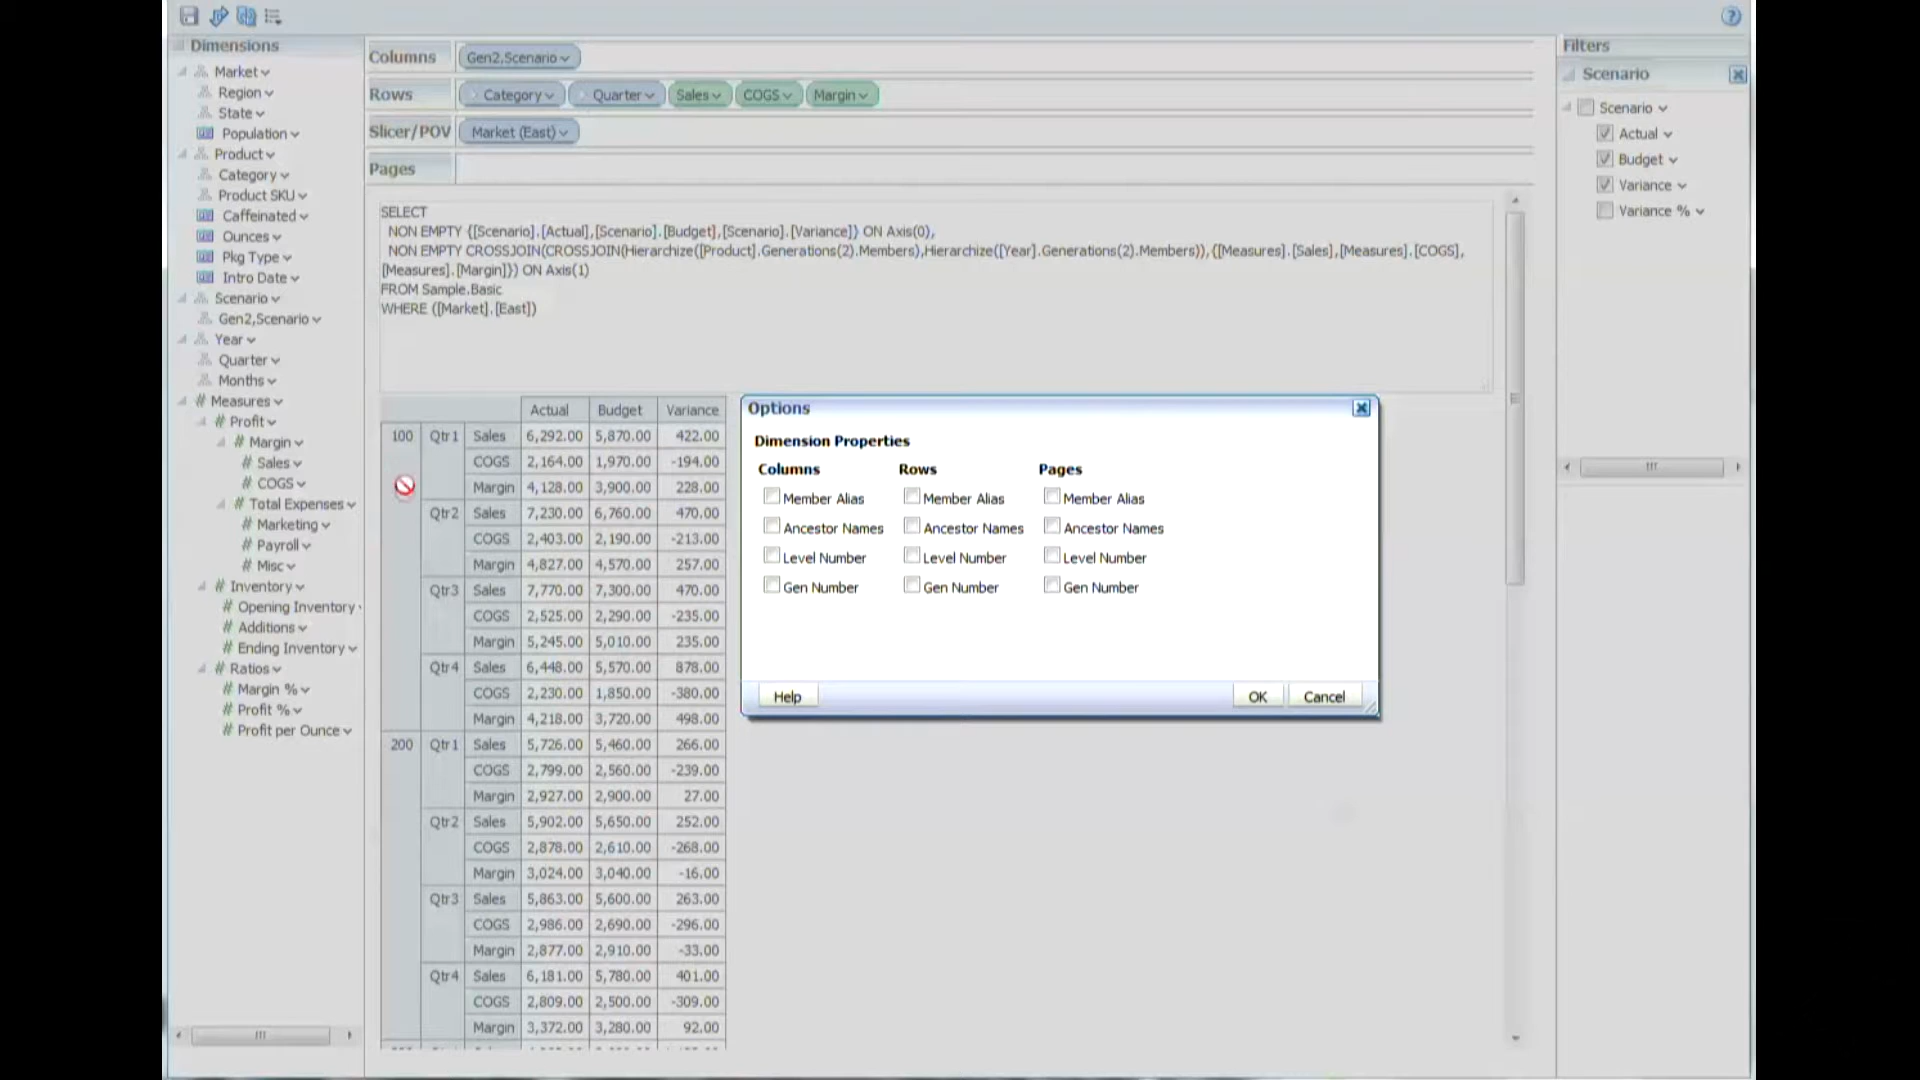 Dimensions
Market
Region
State
Population
Product
Category
Product SKU
Caffeinated
Ounces
Pkg Type
Intro Date
Scenario
Gen2,Scenario
Year
Quarter
Months
# Measures
# Profit
# Margin
# Sales
# COGS
# Total Expenses
# Marketing
# Payroll
# Misc
# Inventory
# Opening Inventory
# Additions
# Ending Inventory
# Ratios
# Margin %
# Profit %
# Profit per Ounce
Columns Gen2,Scenario
Rows Category Quarter Sales COGS Margin
Slicer/POV Market (East)
Pages
SELECT
NON EMPTY {[Scenario].[Actual],[Scenario].[Budget],[Scenario].[Variance]} ON Axis(0),
NON EMPTY CROSSJOIN(CROSSJOIN(Hierarchize([Product].Generations(2).Members),Hierarchize([Year].Generations(2).Members)),{[Measures].[Sales],[Measures].[COGS],
[Measures].[Margin]}) ON Axis(1)
FROM Sample.Basic
WHERE ([Market].[East])
Actual Budget Variance
100 Qtr1 Sales 6,292.00 5,870.00 422.00
COGS 2,164.00 1,970.00 -194.00
Margin 4,128.00 3,900.00 228.00
Qtr2 Sales 7,230.00 6,760.00 470.00
COGS 2,403.00 2,190.00 -213.00
Margin 4,827.00 4,570.00 257.00
Qtr3 Sales 7,770.00 7,300.00 470.00
COGS 2,525.00 2,290.00 -235.00
Margin 5,245.00 5,010.00 235.00
Qtr4 Sales 6,448.00 5,570.00 878.00
COGS 2,230.00 1,850.00 -380.00
Margin 4,218.00 3,720.00 498.00
200 Qtr1 Sales 5,726.00 5,460.00 266.00
COGS 2,799.00 2,560.00 -239.00
Margin 2,927.00 2,900.00 27.00
Qtr2 Sales 5,902.00 5,650.00 252.00
COGS 2,878.00 2,610.00 -268.00
Margin 3,024.00 3,040.00 -16.00
Qtr3 Sales 5,863.00 5,600.00 263.00
COGS 2,986.00 2,690.00 -296.00
Margin 2,877.00 2,910.00 -33.00
Qtr4 Sales 6,181.00 5,780.00 401.00
COGS 2,809.00 2,500.00 -309.00
Margin 3,372.00 3,280.00 92.00
Options
Dimension Properties
Columns Rows Pages
Member Alias Member Alias Member Alias
Ancestor Names Ancestor Names Ancestor Names
Level Number Level Number Level Number
Gen Number Gen Number Gen Number
Help OK Cancel
Filters
Scenario
Scenario
Actual
Budget
Variance
Variance %